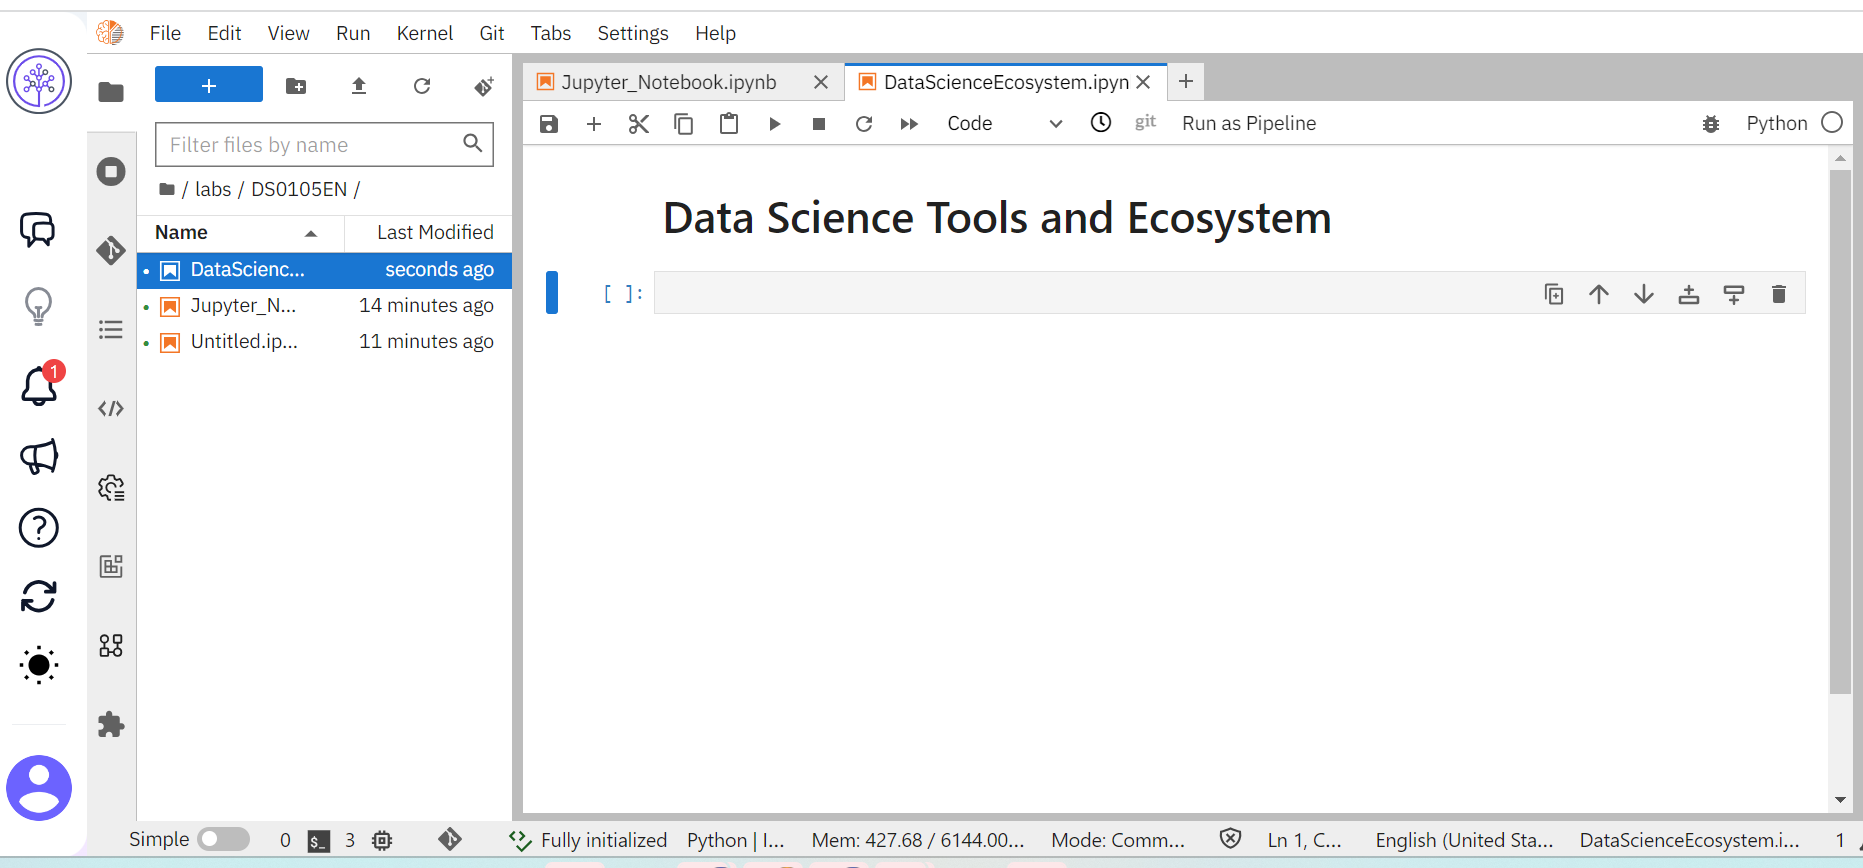 File Edit View Run Kernel Git Tabs Settings Help
Jupyter_Notebook.ipynb
DataScienceEcosystem.ipyn
Code
git
Run as Pipeline
Python
Filter files by name
/ labs / DS0105EN /
Name Last Modified
DataScienc... seconds ago
Jupyter_N... 14 minutes ago
Untitled.ip... 11 minutes ago
Data Science Tools and Ecosystem
[ ]:
1
Simple 0 $_ 3 Fully initialized Python | I... Mem: 427.68 / 6144.00... Mode: Comm... Ln 1, C... English (United Sta... DataScienceEcosystem.i... 1